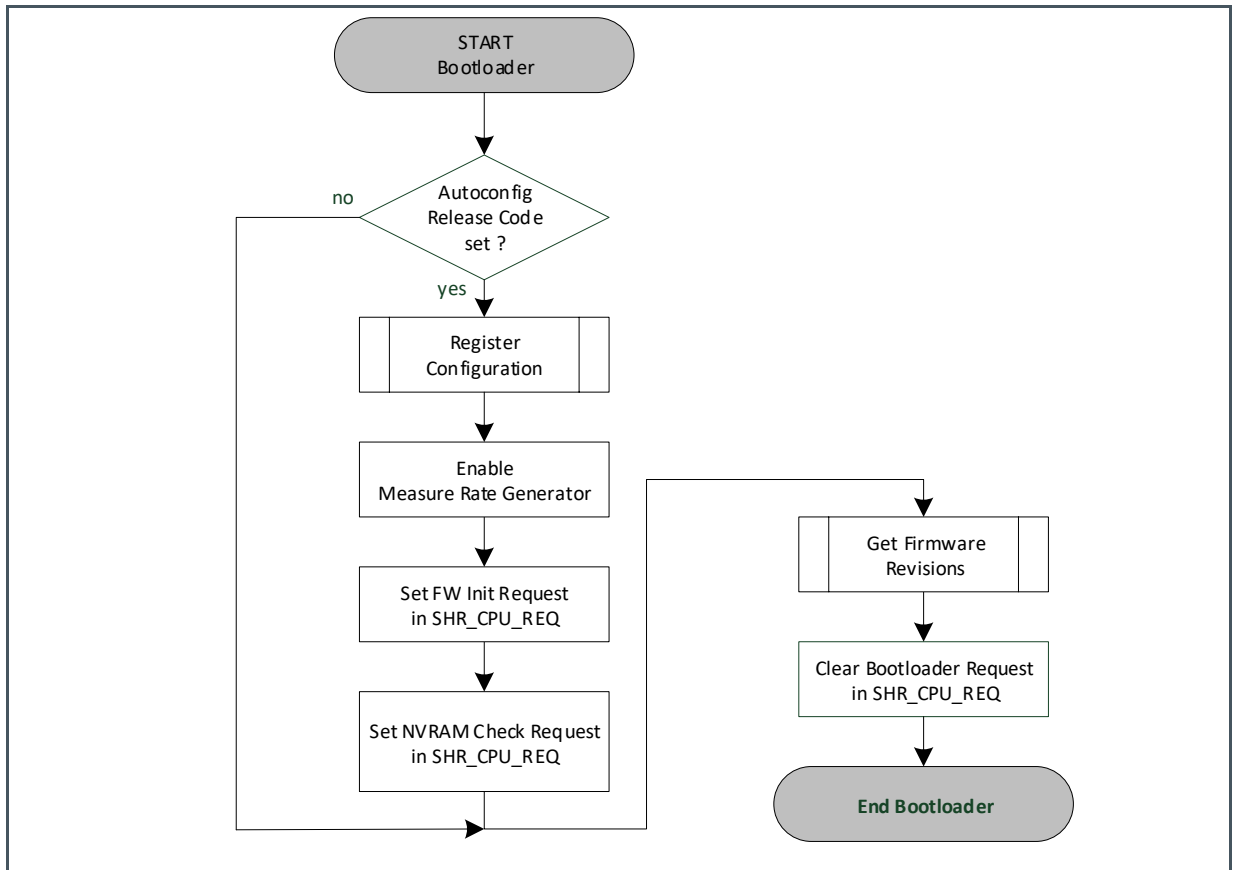 START
Bootloader
Autoconfig
Release Code
set ?
no
yes
Register
Configuration
Enable
Measure Rate Generator
Set FW Init Request
in SHR_CPU_REQ
Set NVRAM Check Request
in SHR_CPU_REQ
Get Firmware
Revisions
Clear Bootloader Request
in SHR_CPU_REQ
End Bootloader